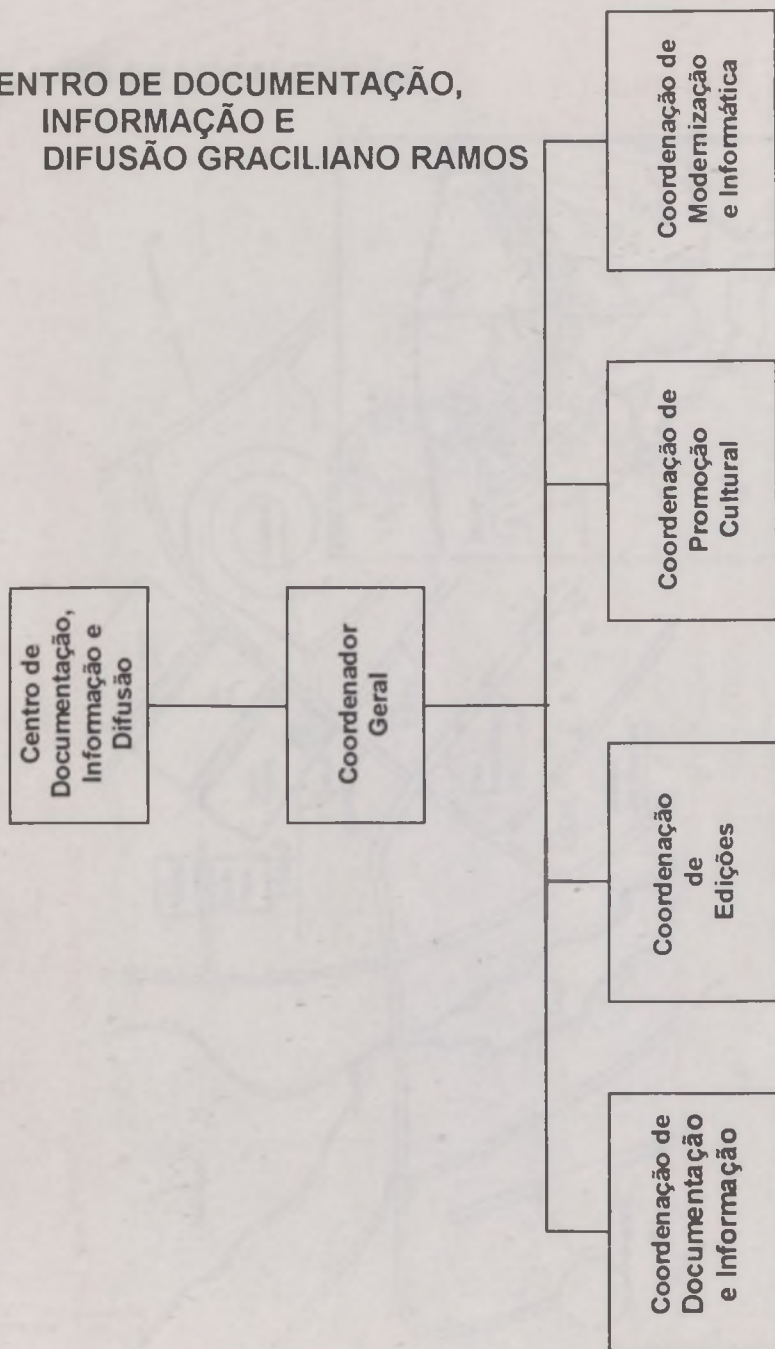 ENTRO DE DOCUMENTAÇÃO,
INFORMAÇÃO E
DIFUSÃO GRACILIANO RAMOS
Centro de
Documentação,
Informação e
Difusão
Coordenador
Geral
Coordenação de
Documentação
e Informação
Coordenação
de
Edições
Coordenação de
Promoção
Cultural
Coordenação de
Modernização
e Informática